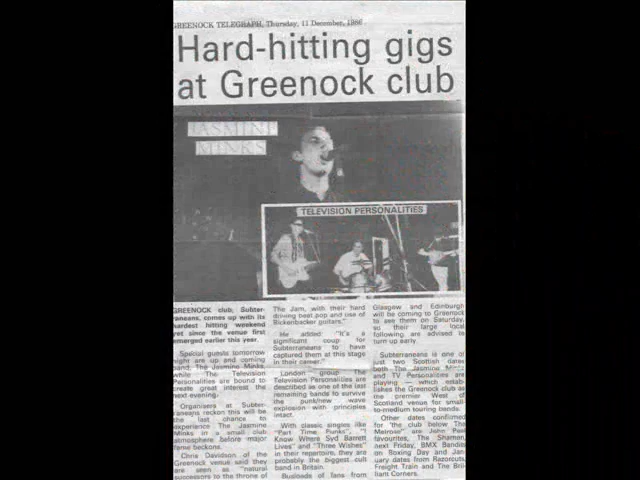 GREENOCK TELEGRAPH, Thursday, 11 December, 1986
Hard-hitting gigs
at Greenock club
JASMINE
MINKS
TELEVISION PERSONALITIES
GREENOCK club, Subter-
raneans, comes up with its
hardest hitting weekend
yet since the venue first
emerged earlier this year.
Special guests tomorrow
night are up and coming
band, The Jasmine Minks,
while The Television
Personalities are bound to
create great interest the
next evening.
Organisers at Subter-
raneans reckon this will be
the last chance to
experience The Jasmine
Minks in a small club
atmosphere before major
fame beckons.
Chris Davidson of the
Greenock venue said they
are seen as "natural
successors to the throne of
The Jam, with their hard
driving beat pop and use of
Rickenbacker guitars."
He added: "It's a
significant coup for
Subterraneans to have
captured them at this stage
in their career."
London group The
Television Personalities are
described as one of the last
remaining bands to survive
the punk/new wave
explosion with principles
intact.
With classic singles like
"Part Time Punks", "I
Know Where Syd Barrett
Lives" and "Three Wishes"
in their repertoire, they are
probably the biggest cult
band in Britain.
Busloads of fans from
Glasgow and Edinburgh
will be coming to Greenock
to see them on Saturday,
so their large local
following are advised to
turn up early.
Subterraneans is one of
just two Scottish dates
both The Jasmine Minks
and TV Personalities are
playing — which estab-
lishes the Greenock club as
the premier West of
Scotland venue for small-
to-medium touring bands.
Other dates confirmed
for 'the club below The
Melrose' are John Peel
favourites, The Shamen,
next Friday, BMX Bandits
on Boxing Day and Jan-
uary dates from Razorcuts,
Freight Train and The Bril-
liant Corners.